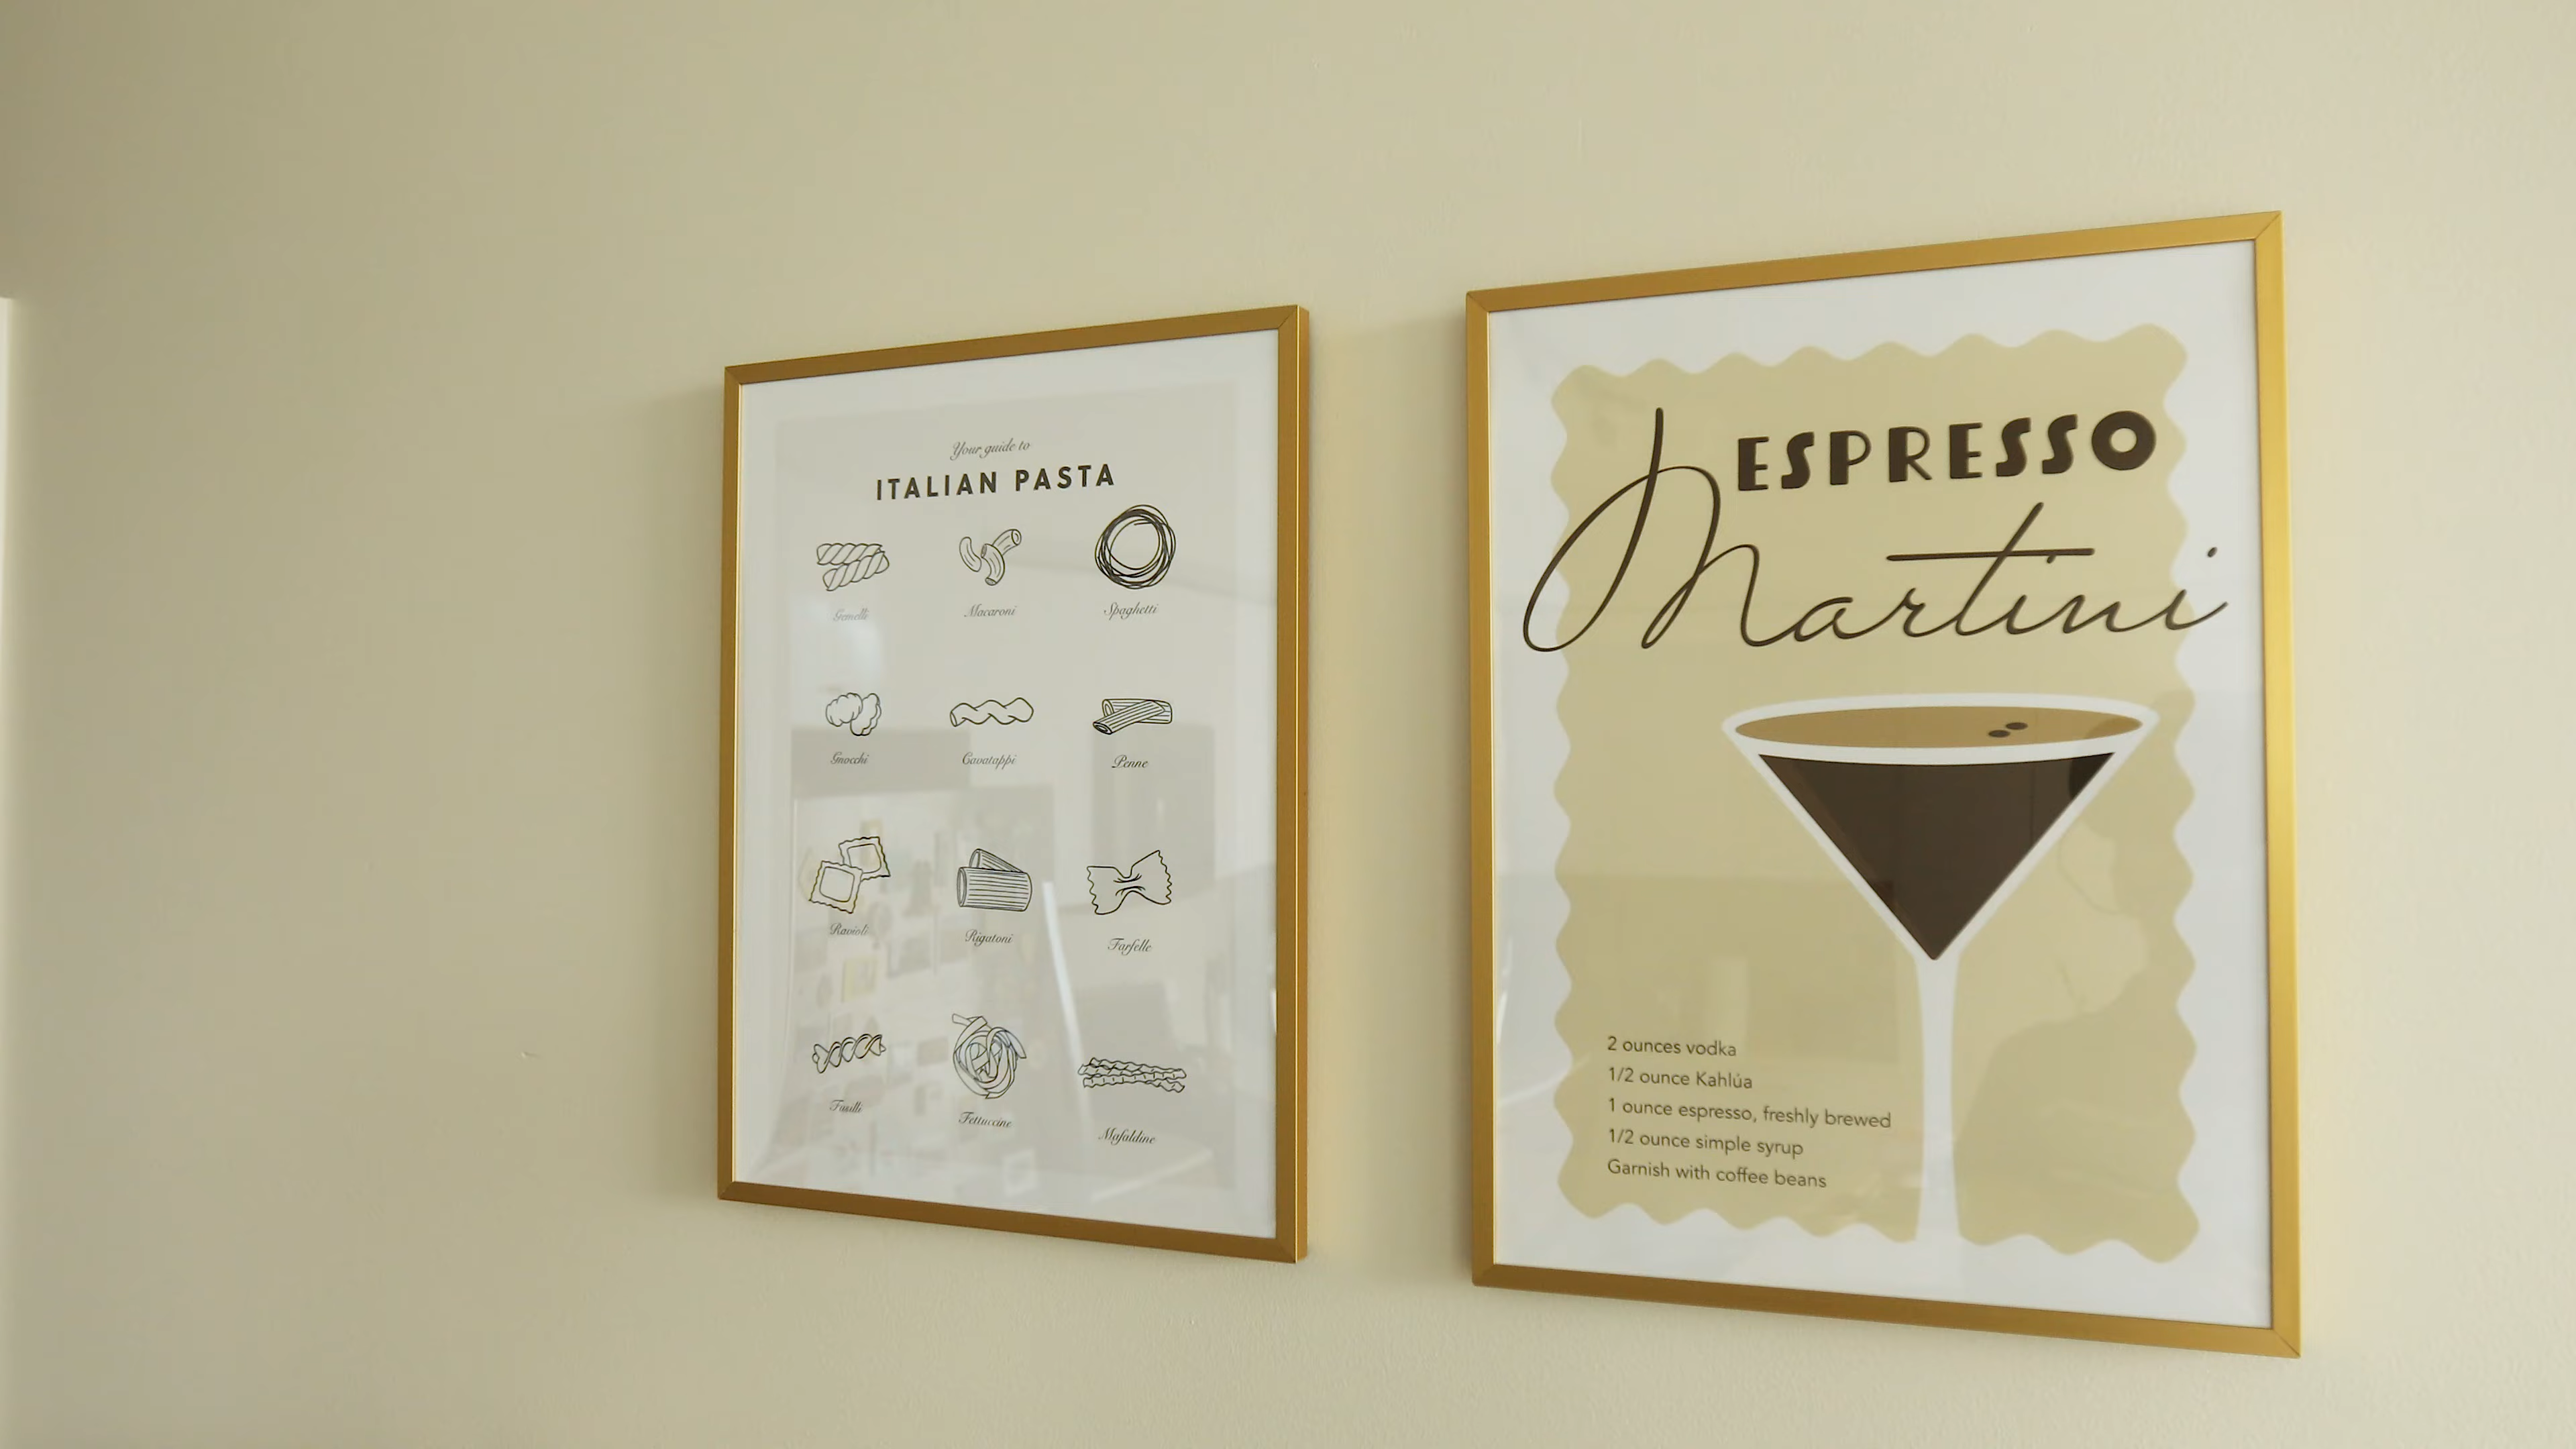 Your guide to
ITALIAN PASTA
Gemelli Macaroni Spaghetti
Gnocchi Cavatappi Penne
Ravioli Rigatoni Farfelle
Fusilli Fettuccine Mafaldine
ESPRESSO
Martini
2 ounces vodka
1/2 ounce Kahlúa
1 ounce espresso, freshly brewed
1/2 ounce simple syrup
Garnish with coffee beans